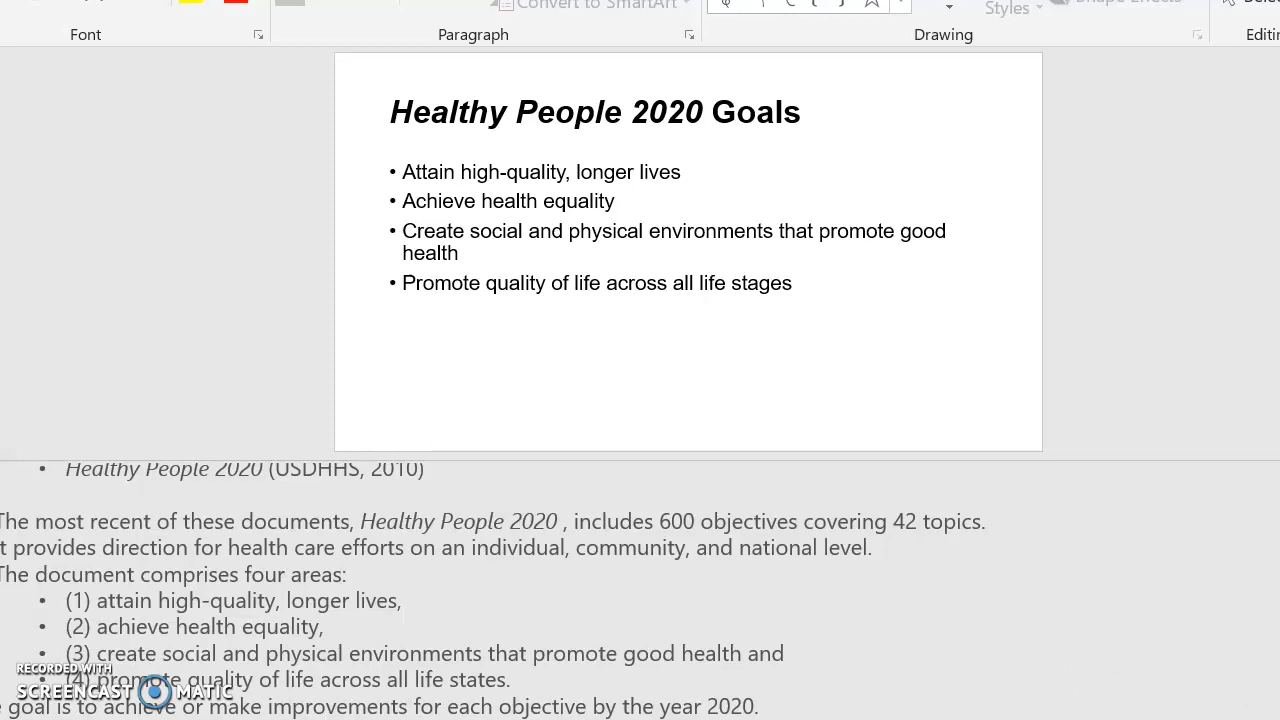 Convert to SmartArt
Styles
Shape Effects
Font
Paragraph
Drawing
Healthy People 2020 Goals
• Attain high-quality, longer lives
• Achieve health equality
• Create social and physical environments that promote good
health
• Promote quality of life across all life stages
• Healthy People 2020 (USDHHS, 2010)
The most recent of these documents, Healthy People 2020 , includes 600 objectives covering 42 topics.
t provides direction for health care efforts on an individual, community, and national level.
The document comprises four areas:
• (1) attain high-quality, longer lives,
• (2) achieve health equality,
• (3) create social and physical environments that promote good health and
• (4) promote quality of life across all life states.
goal is to achieve or make improvements for each objective by the year 2020.
RECORDED WITH
SCREENCAST MATIC